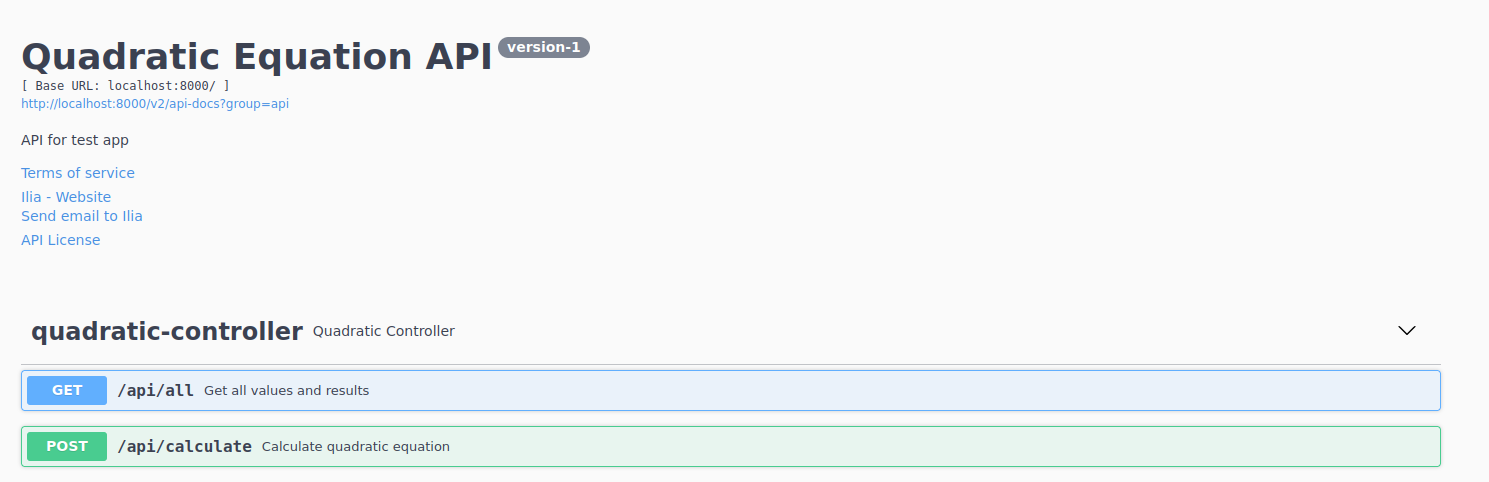 Quadratic Equation API version-1
[ Base URL: localhost:8000/ ]
http://localhost:8000/v2/api-docs?group=api
API for test app
Terms of service
Ilia - Website
Send email to Ilia
API License
quadratic-controller Quadratic Controller
GET /api/all Get all values and results
POST /api/calculate Calculate quadratic equation